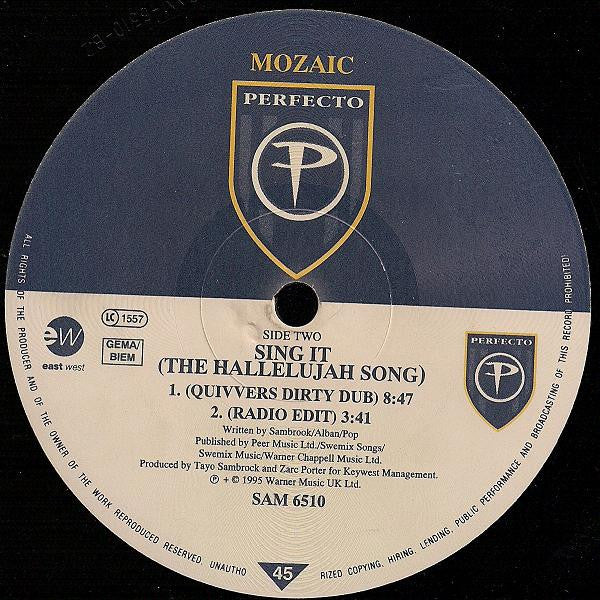 MOZAIC
PERFECTO
P
LC 1557
GEMA/
BIEM
ew
east west
SIDE TWO
SING IT
(THE HALLELUJAH SONG)
1. (QUIVVERS DIRTY DUB) 8:47
2. (RADIO EDIT) 3:41
Written by Sambrook/Alban/Pop
Published by Peer Music Ltd./Swemix Songs/
Swemix Music/Warner Chappell Music Ltd.
Produced by Tayo Sambrock and Zarc Porter for Keywest Management.
℗ + © 1995 Warner Music UK Ltd.
SAM 6510
PERFECTO
P
45
ALL RIGHTS OF THE PRODUCER AND OF THE OWNER OF THE WORK REPRODUCED RESERVED. UNAUTHO
RIZED COPYING, HIRING, LENDING, PUBLIC PERFORMANCE AND BROADCASTING OF THIS RECORD PROHIBITED!